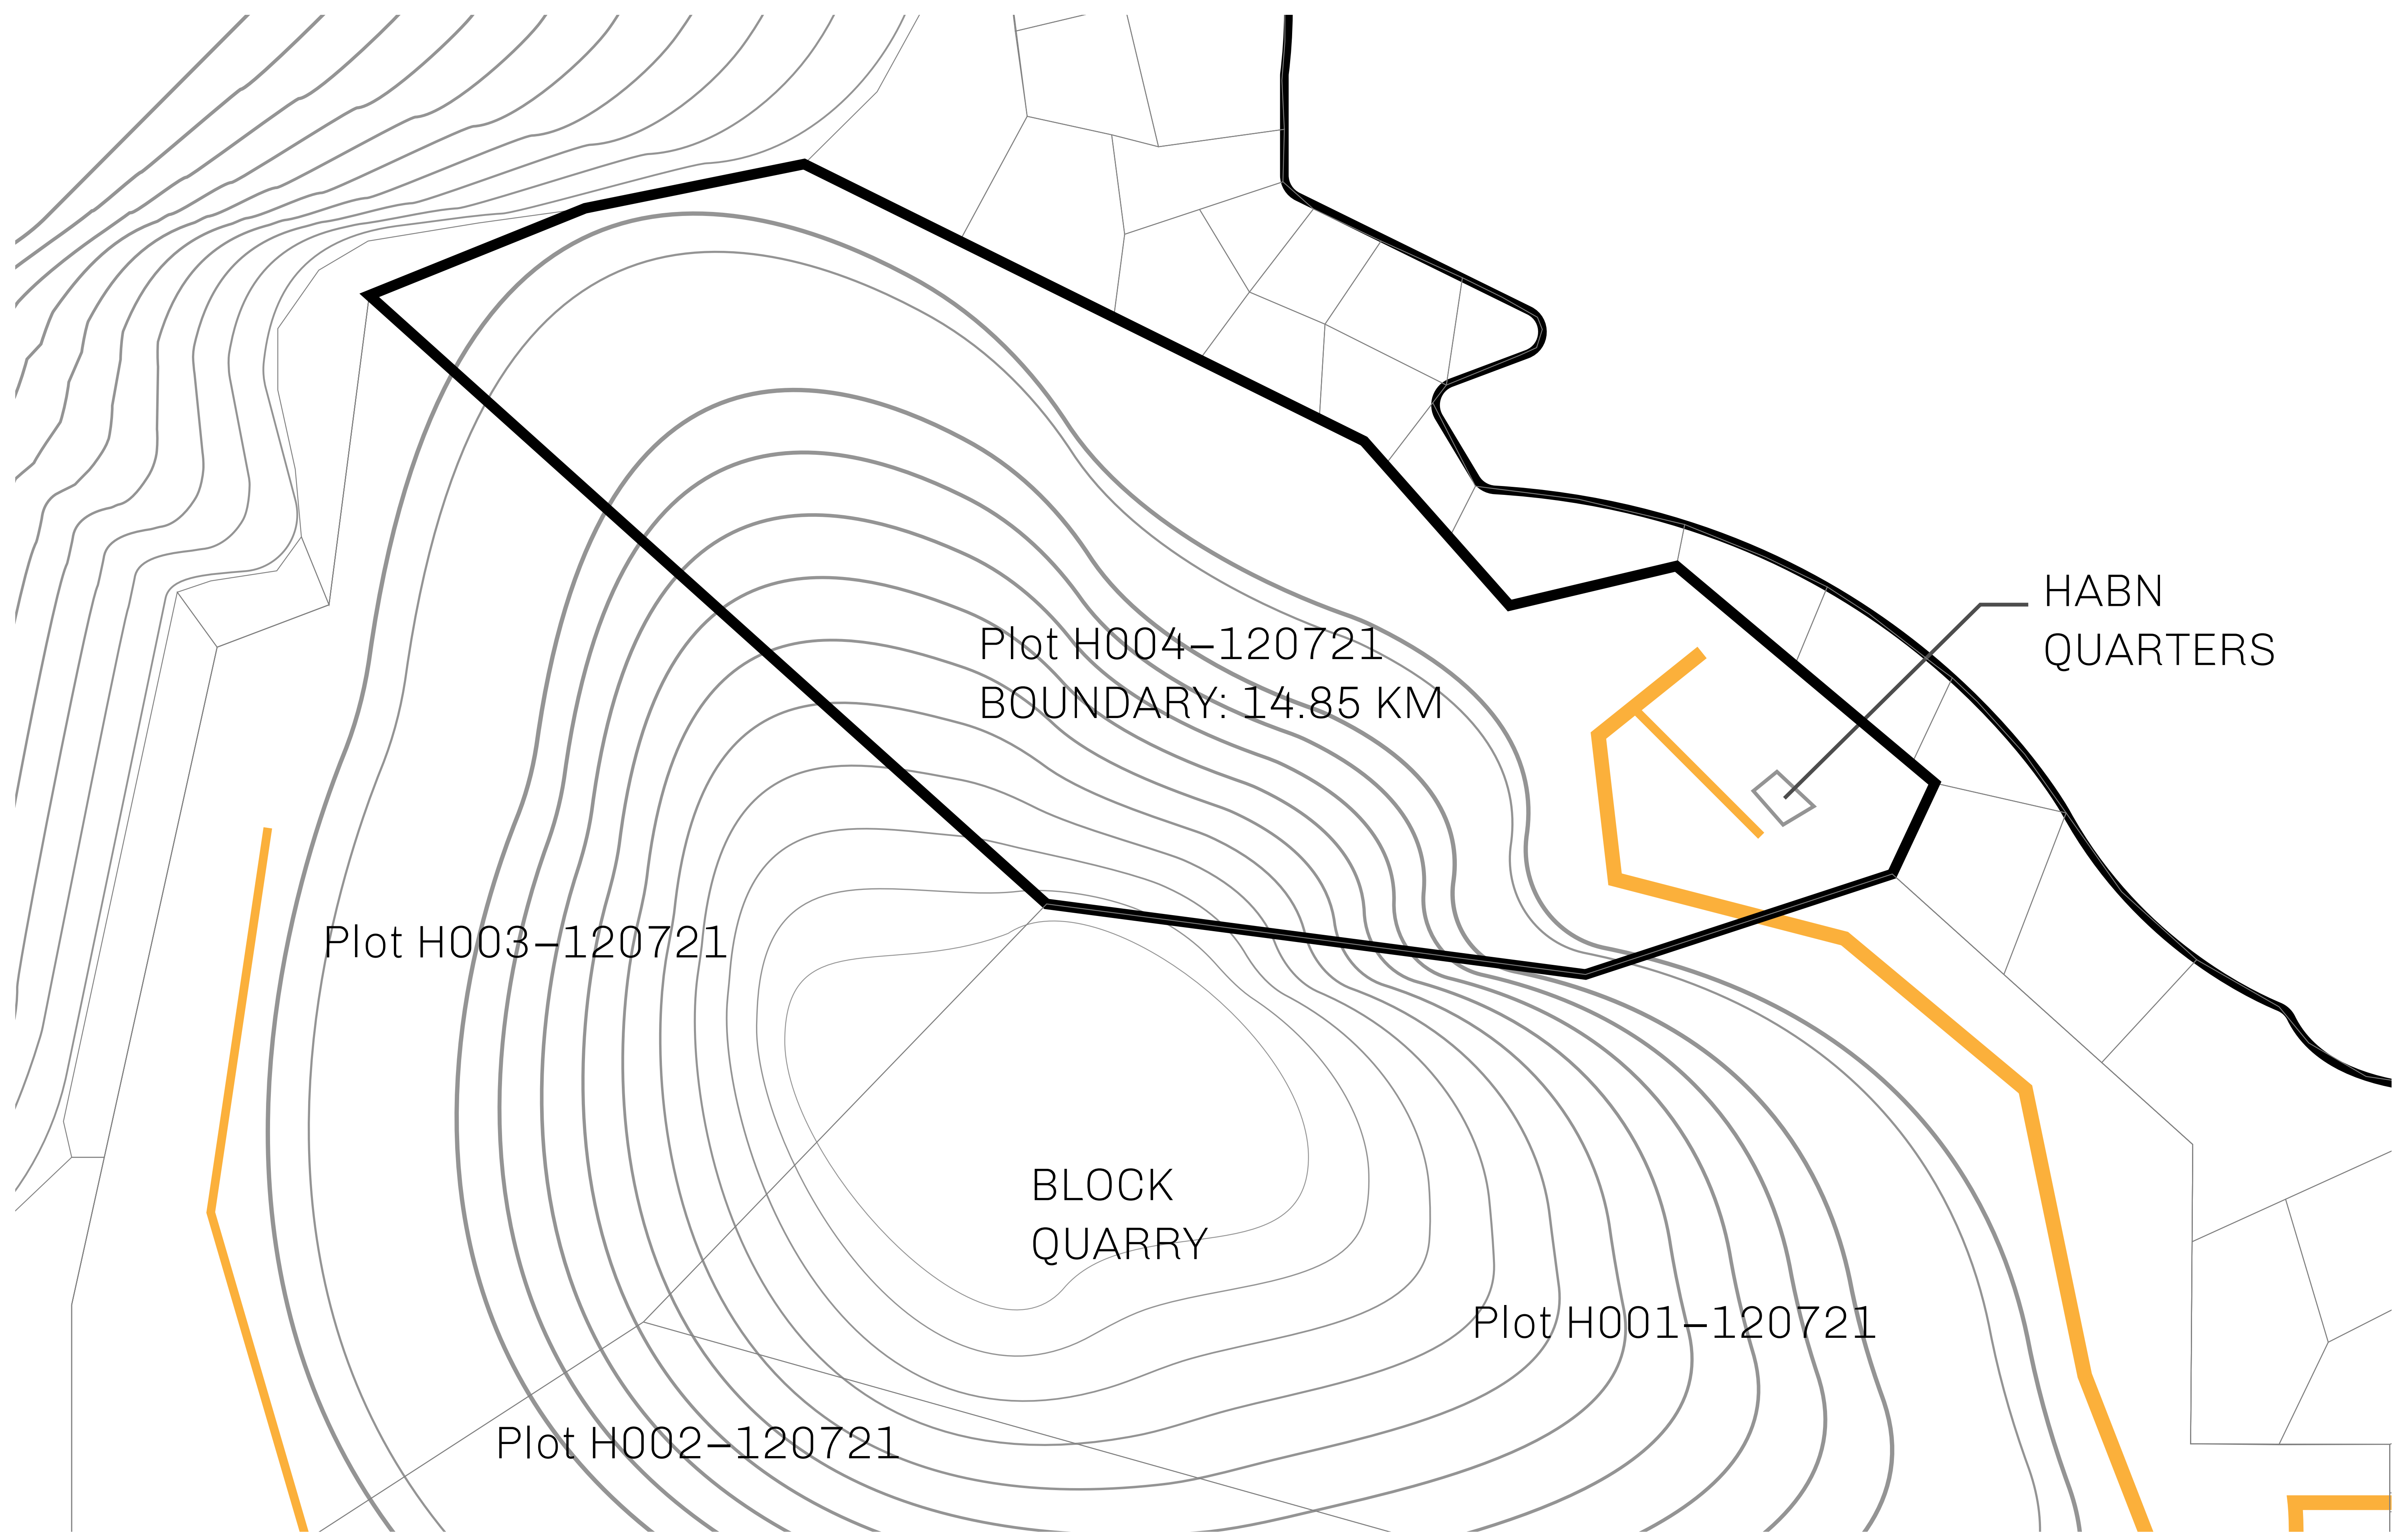 HABN
QUARTERS
Plot H004-120721
BOUNDARY: 14.85 KM
Plot H003-120721
BLOCK
QUARRY
Plot H001-120721
Plot H002-120721